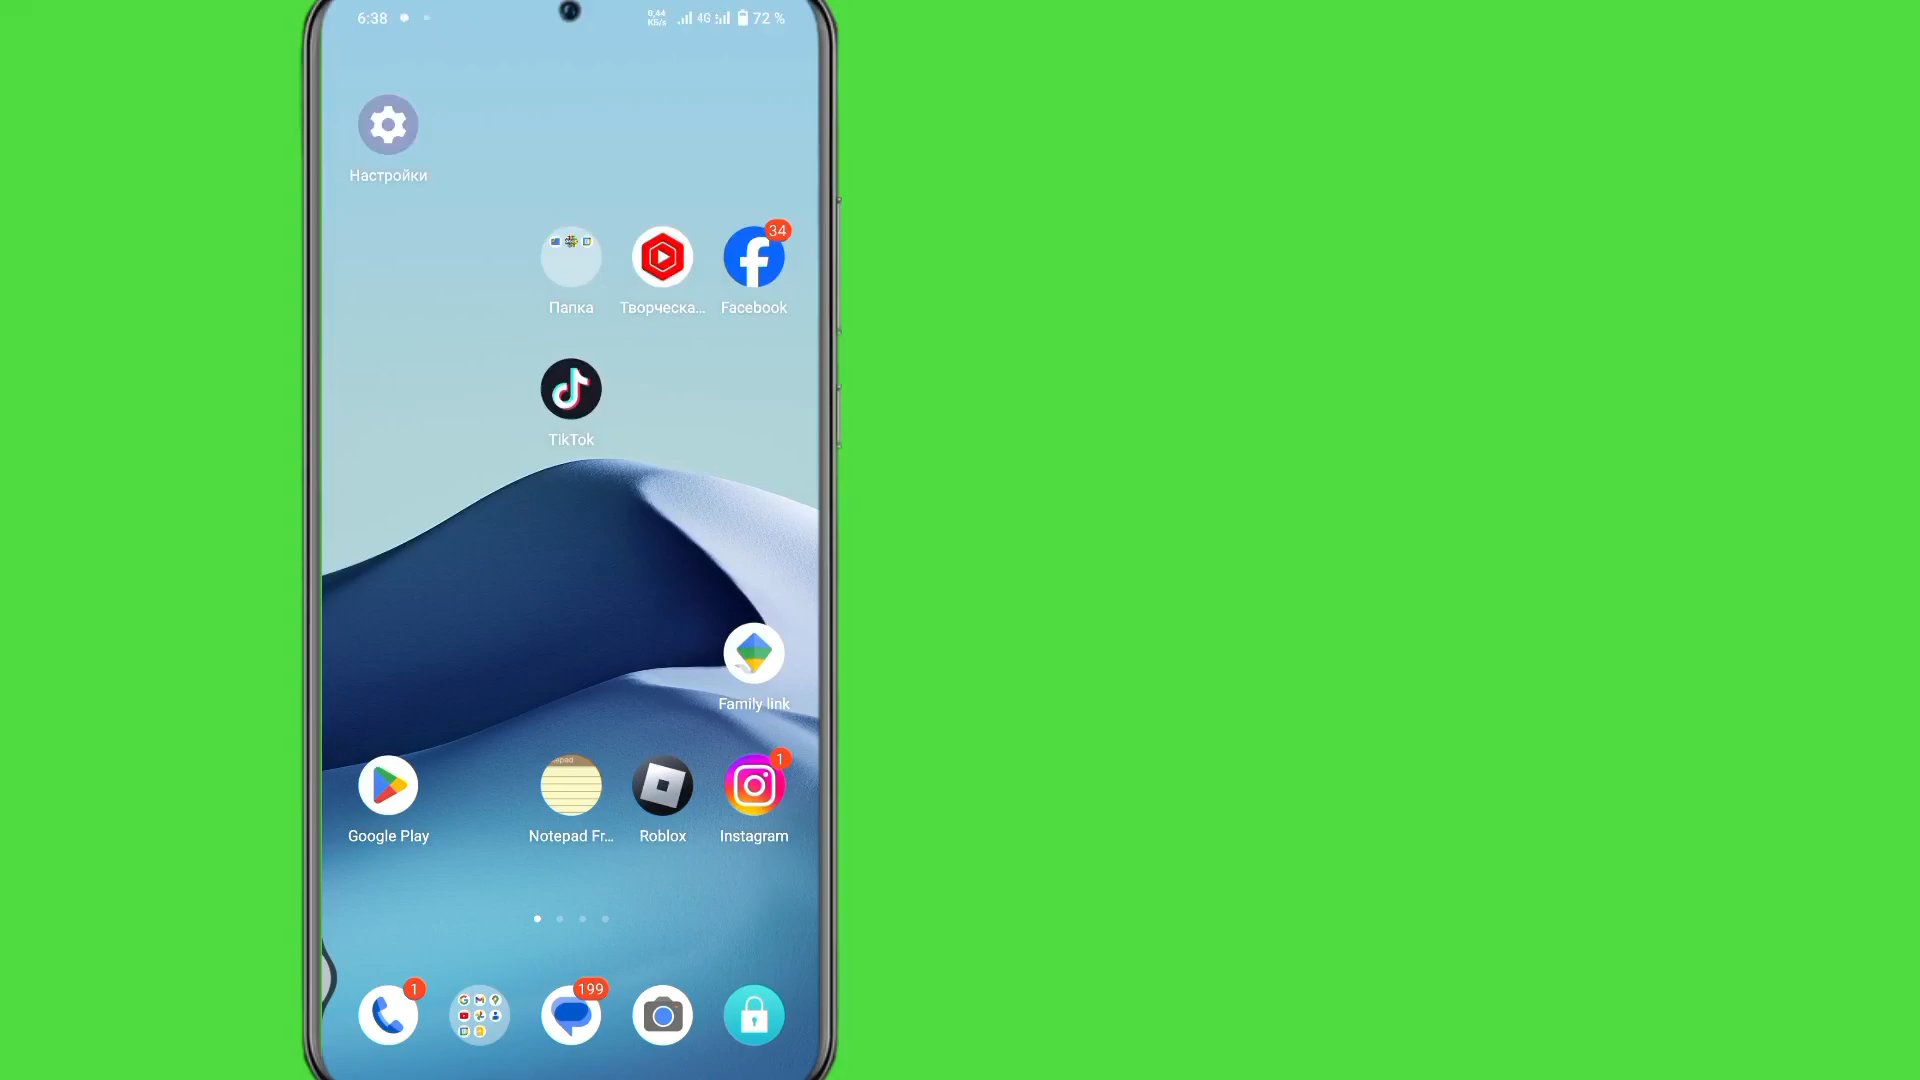 6:38
0,44
КБ/s
4G
72 %
Настройки
34
Папка
Творческа...
Facebook
TikTok
Family link
1
Google Play
Notepad Fr...
Roblox
Instagram
1
199